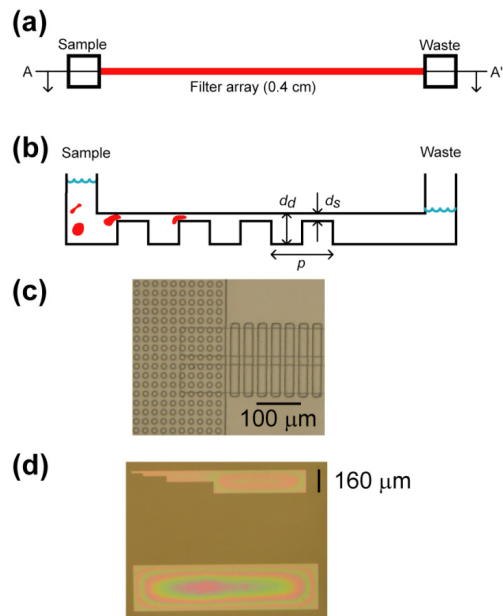 (a)
Sample
Waste
A
A'
Filter array (0.4 cm)
(b)
Sample
Waste
dd
ds
p
(c)
100 μm
(d)
160 μm